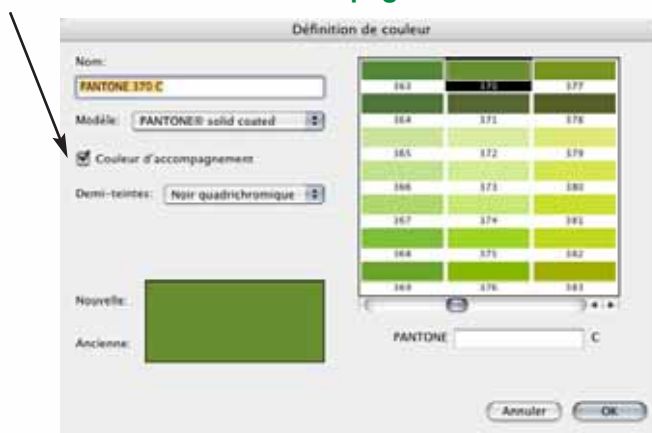 pag
Définition de couleur
Nom:
PANTONE 370 C
Modèle: PANTONE® solid coated
Couleur d'accompagnement
Demi-teintes: Noir quadrichromique
Nouvelle:
Ancienne:
363 370 377
364 371 378
365 372 379
366 373 380
367 374 381
368 375 382
369 376 383
PANTONE C
Annuler OK